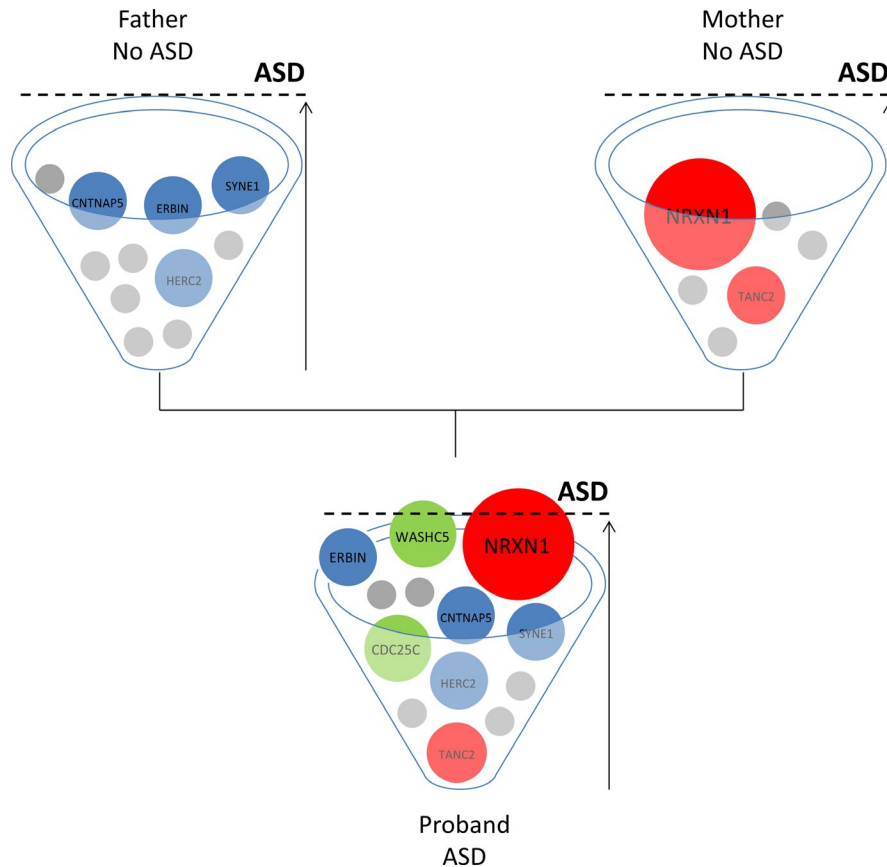 Father
No ASD
ASD
CNTNAP5
ERBIN
SYNE1
HERC2
Mother
No ASD
ASD
NRXN1
TANC2
ASD
ERBIN
WASHC5
NRXN1
CNTNAP5
SYNE1
CDC25C
HERC2
TANC2
Proband
ASD